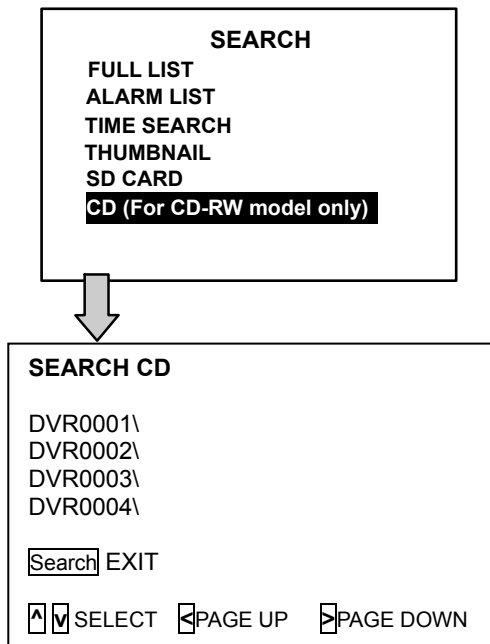 SEARCH
FULL LIST
ALARM LIST
TIME SEARCH
THUMBNAIL
SD CARD
CD (For CD-RW model only)
SEARCH CD
DVR0001\
DVR0002\
DVR0003\
DVR0004\
Search EXIT
^ v SELECT <PAGE UP >PAGE DOWN